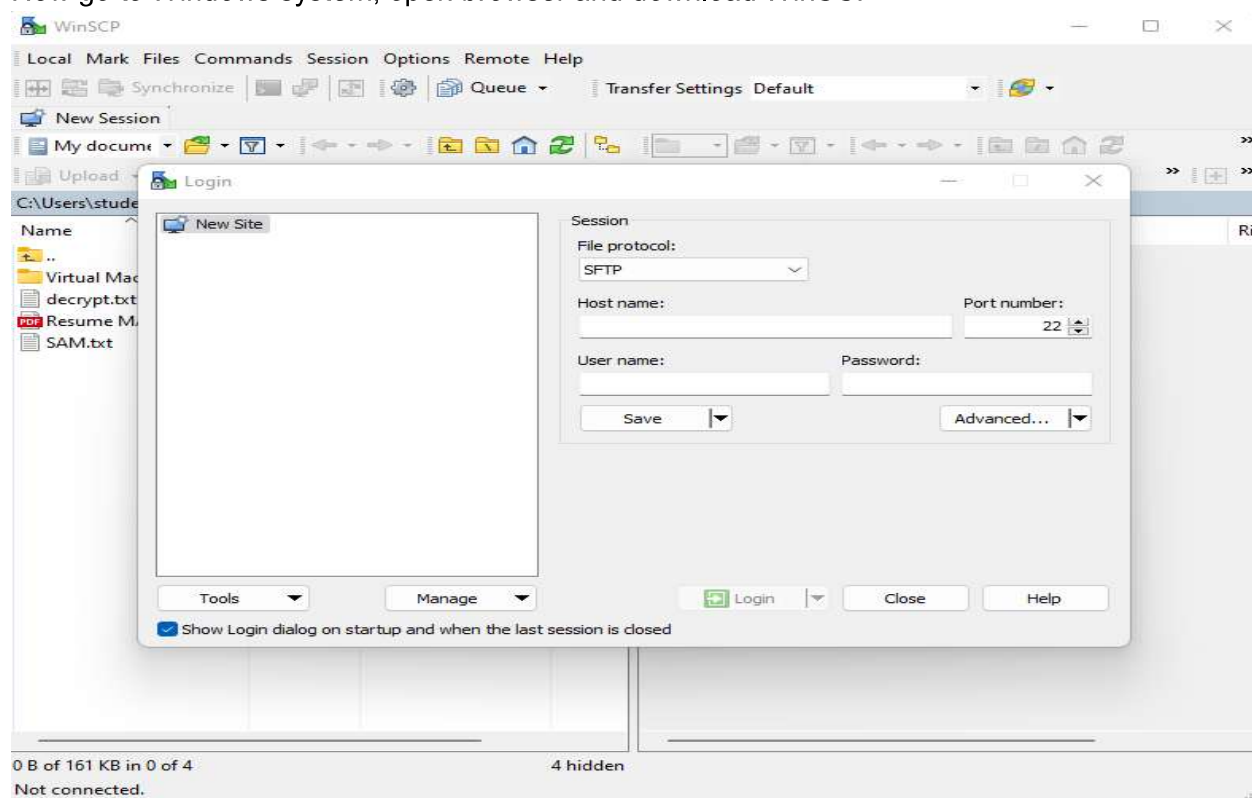 WinSCP
Local Mark Files Commands Session Options Remote Help
Synchronize Queue Transfer Settings Default
New Session
My docume
Upload
Login
C:\Users\stude
Name
Ri
..
Virtual Mac
decrypt.txt
Resume M
SAM.txt
New Site
Session
File protocol:
SFTP
Host name: Port number:
22
User name: Password:
Save Advanced...
Tools Manage Login Close Help
Show Login dialog on startup and when the last session is closed
0 B of 161 KB in 0 of 4 4 hidden
Not connected.